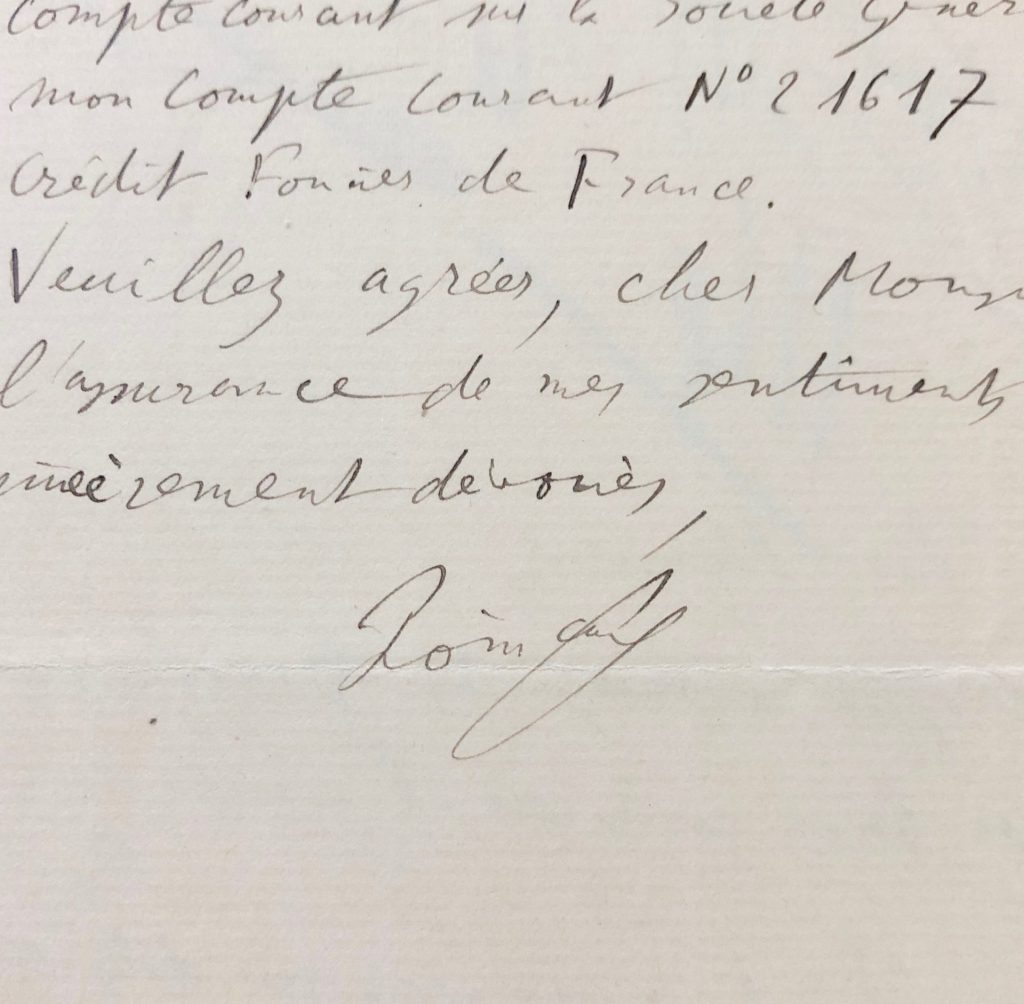 Compte courant sur la Société Génér
mon Compte Courant N° 21617
Crédit Foncier de France.
Veuillez agréer, cher Mons
l'assurance de mes sentiments
sincèrement dévoués,